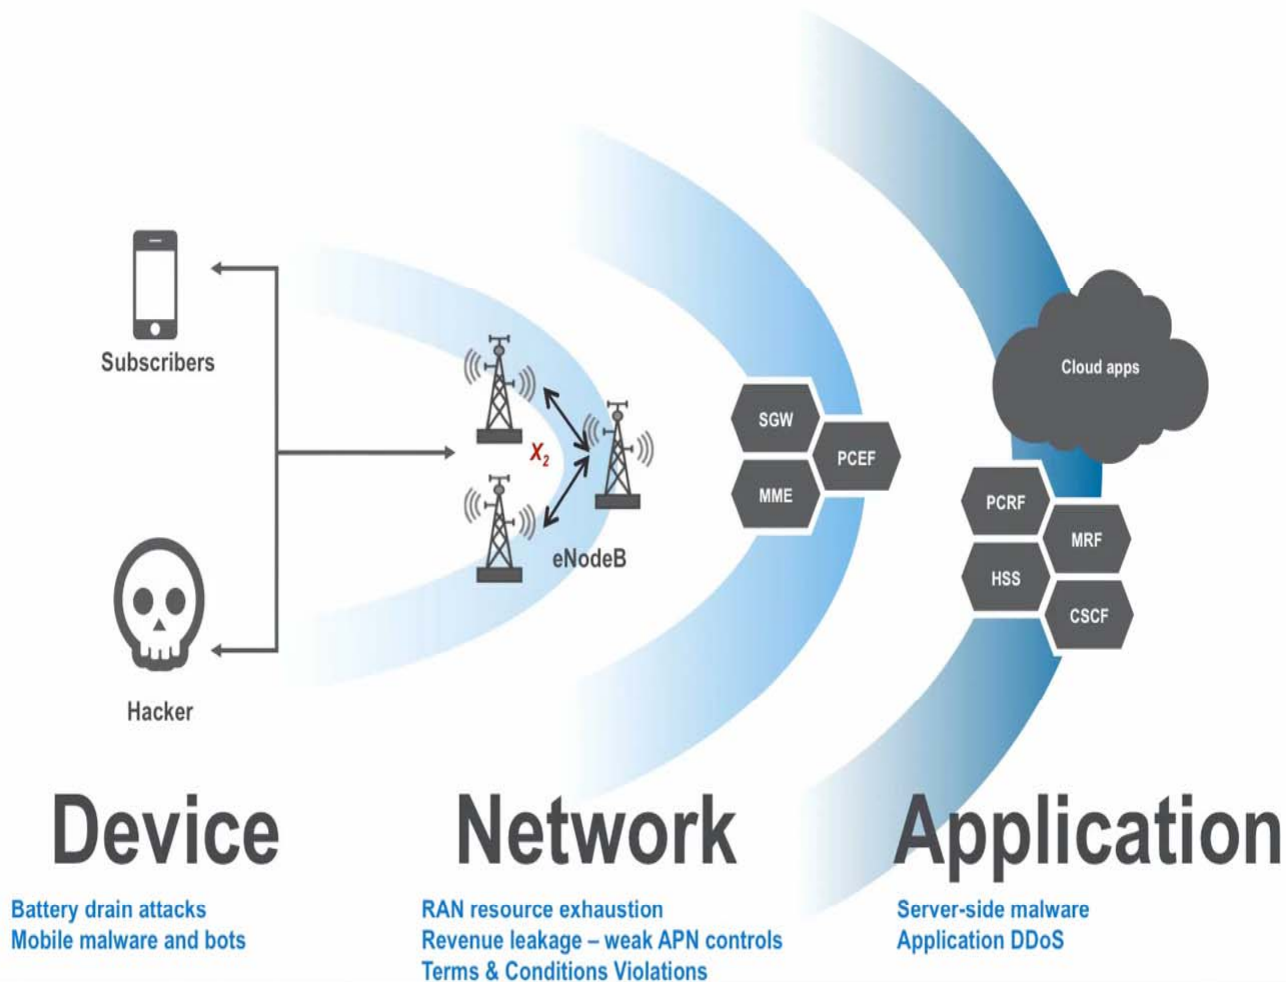 Subscribers
Hacker
X2
eNodeB
SGW
PCEF
MME
Cloud apps
PCRF
MRF
HSS
CSCF
Device
Battery drain attacks
Mobile malware and bots
Network
RAN resource exhaustion
Revenue leakage – weak APN controls
Terms & Conditions Violations
Application
Server-side malware
Application DDoS